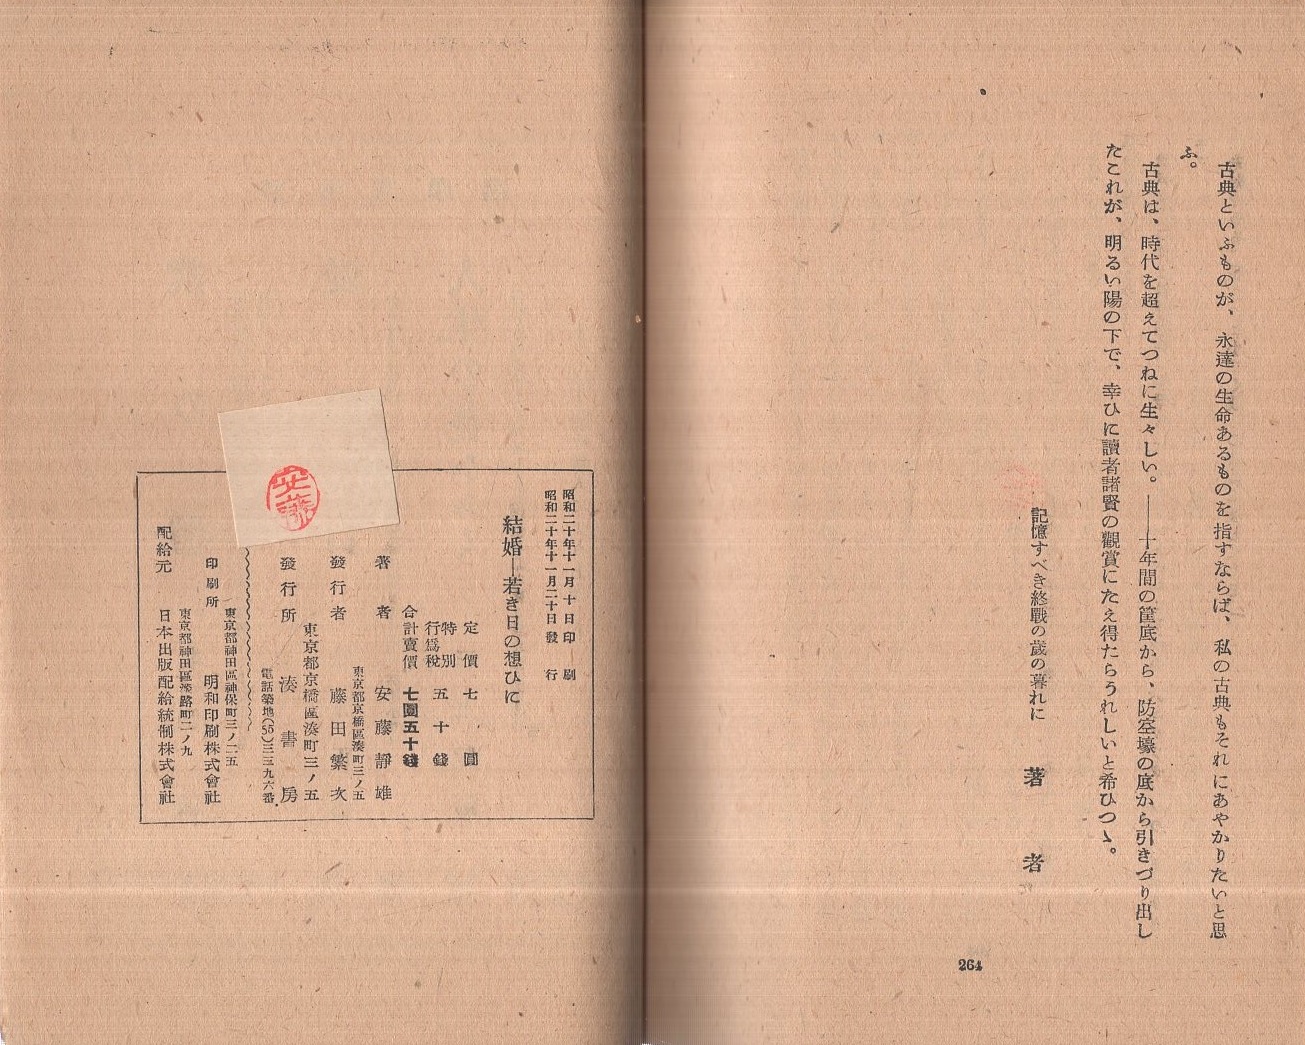 古典といふものが、永遠の生命あるものを指すならば、私の古典もそれにあやかりたいと思
ふ。
古典は、時代を超えてつねに生々しい。――十年間の筐底から、防空壕の底から引きづり出し
たこれが、明るい陽の下で、幸ひに讀者諸賢の觀賞にたえ得たらうれしいと希ひつゝ。
記憶すべき終戰の歳の暮れに
著者
264
昭和二十年十一月十日印刷
昭和二十年十一月二十日發行
結婚―若き日の想ひに
定價七圓
特別行爲税五十錢
合計賣價七圓五十錢
著者 安藤靜雄
東京都京橋區湊町三ノ五
發行者 藤田繁次
東京都京橋區湊町三ノ五
發行所 湊書房
電話築地(55)三三九六番
東京都神田區神保町三ノ二五
印刷所 明和印刷株式會社
東京都神田區淡路町二ノ九
配給元 日本出版配給統制株式會社
安藤